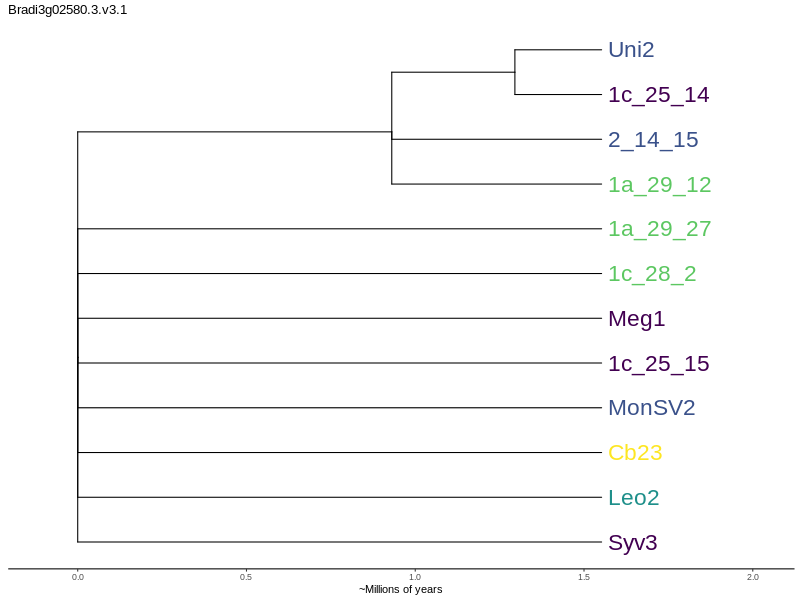 Bradi3g02580.3.v3.1
Uni2
1c_25_14
2_14_15
1a_29_12
1a_29_27
1c_28_2
Meg1
1c_25_15
MonSV2
Cb23
Leo2
Syv3
0.0 0.5 1.0 1.5 2.0
~Millions of years